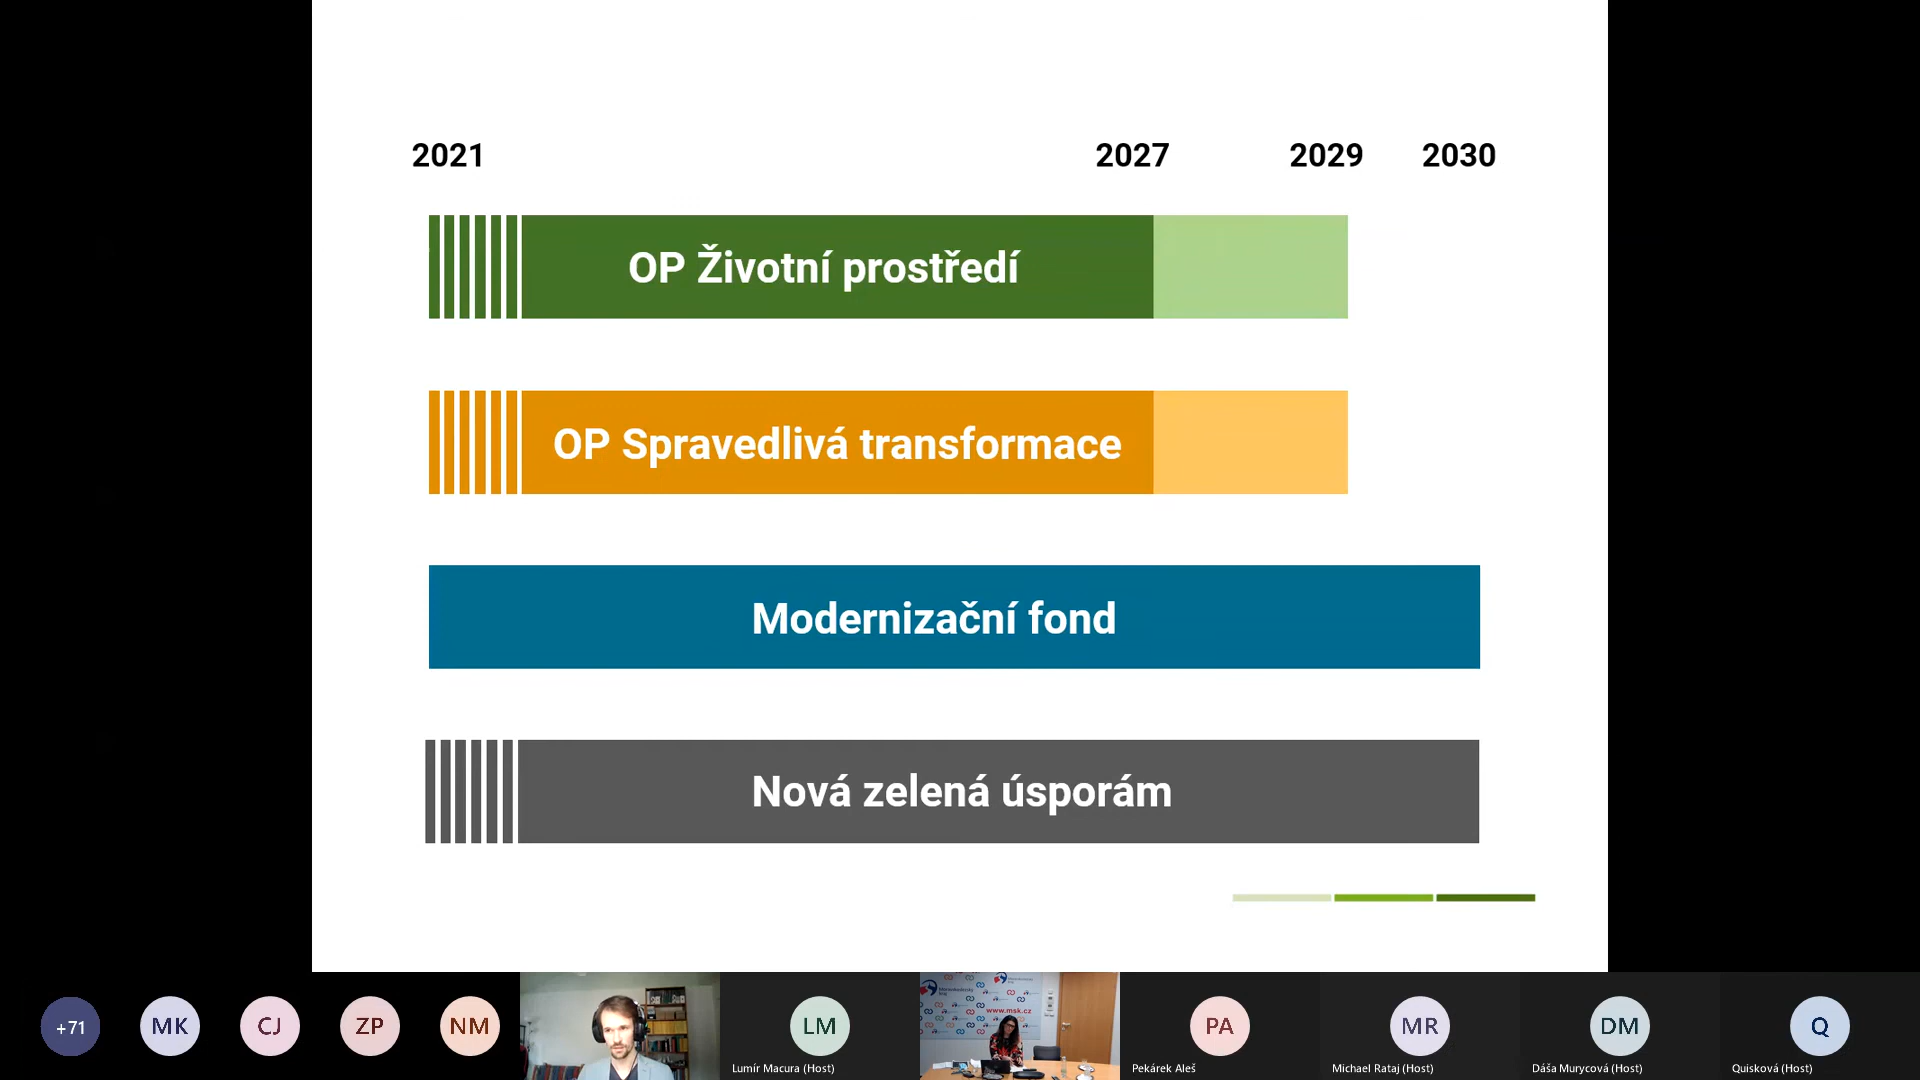 2021 2027 2029 2030
OP Životní prostředí
OP Spravedlivá transformace
Modernizační fond
Nová zelená úsporám
+71 MK CJ ZP NM LM PA MR DM Q
www.msk.cz
Lumír Macura (Host) Pekárek Aleš Michael Rataj (Host) Dáša Murycová (Host) Quisková (Host)